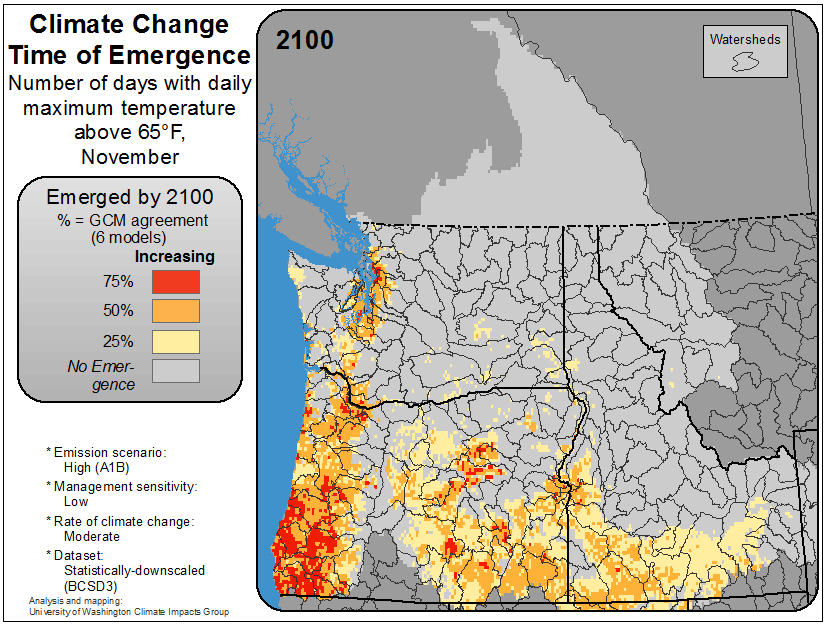 Climate Change
Time of Emergence
Number of days with daily
maximum temperature
above 65°F,
November
Emerged by 2100
% = GCM agreement
(6 models)
Increasing
75%
50%
25%
No Emer-
gence
* Emission scenario:
High (A1B)
* Management sensitivity:
Low
* Rate of climate change:
Moderate
* Dataset:
Statistically-downscaled
(BCSD3)
Analysis and mapping:
University of Washington Climate Impacts Group
2100
Watersheds